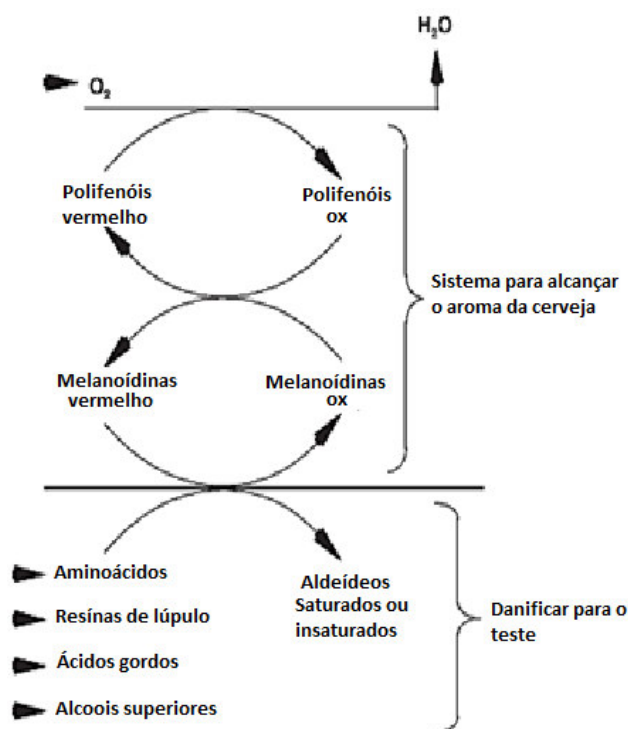 H₂O
O₂
Polifenóis
vermelho
Polifenóis
ox
Sistema para alcançar
o aroma da cerveja
Melanoídinas
vermelho
Melanoídinas
ox
Aminoácidos
Resínas de lúpulo
Ácidos gordos
Alcoois superiores
Aldeídeos
Saturados ou
insaturados
Danificar para o
teste